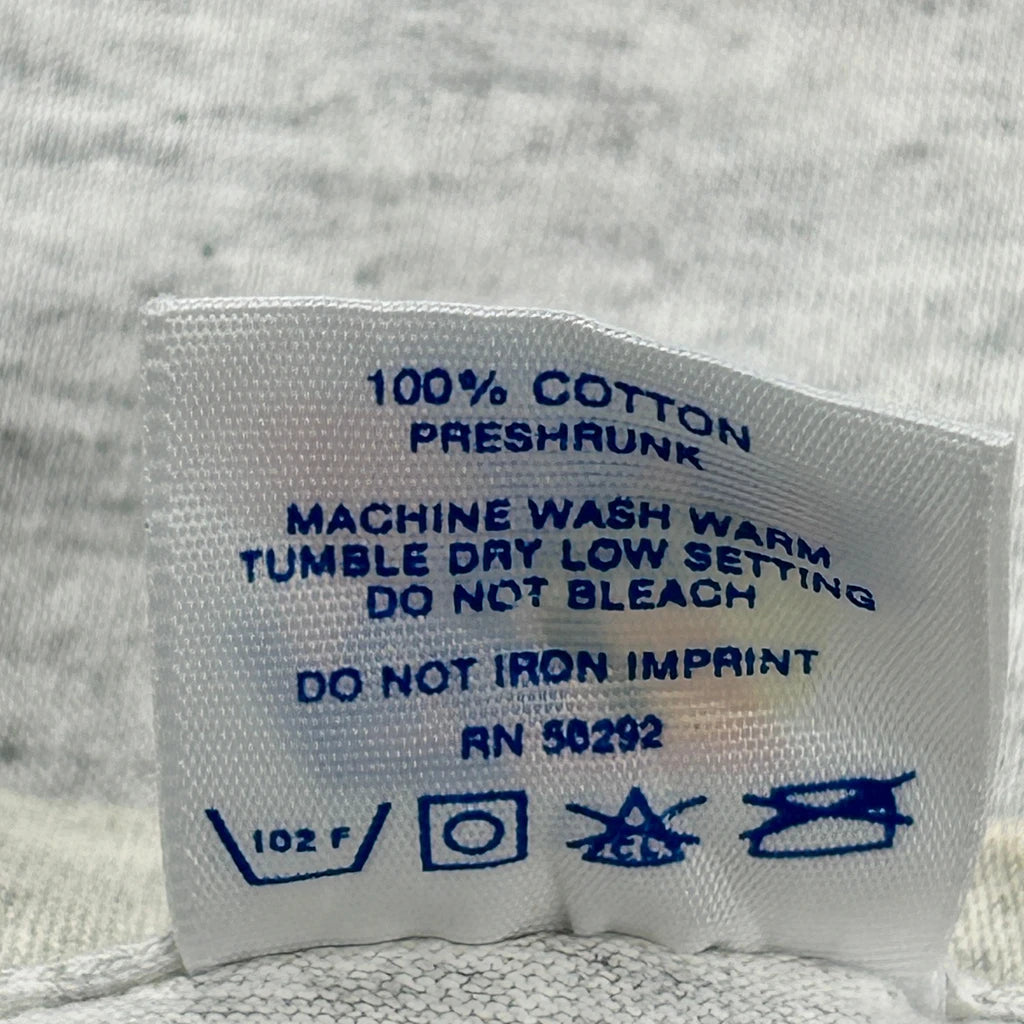 100% COTTON
PRESHRUNK
MACHINE WASH WARM
TUMBLE DRY LOW SETTING
DO NOT BLEACH
DO NOT IRON IMPRINT
RN 56292
102 F
CL